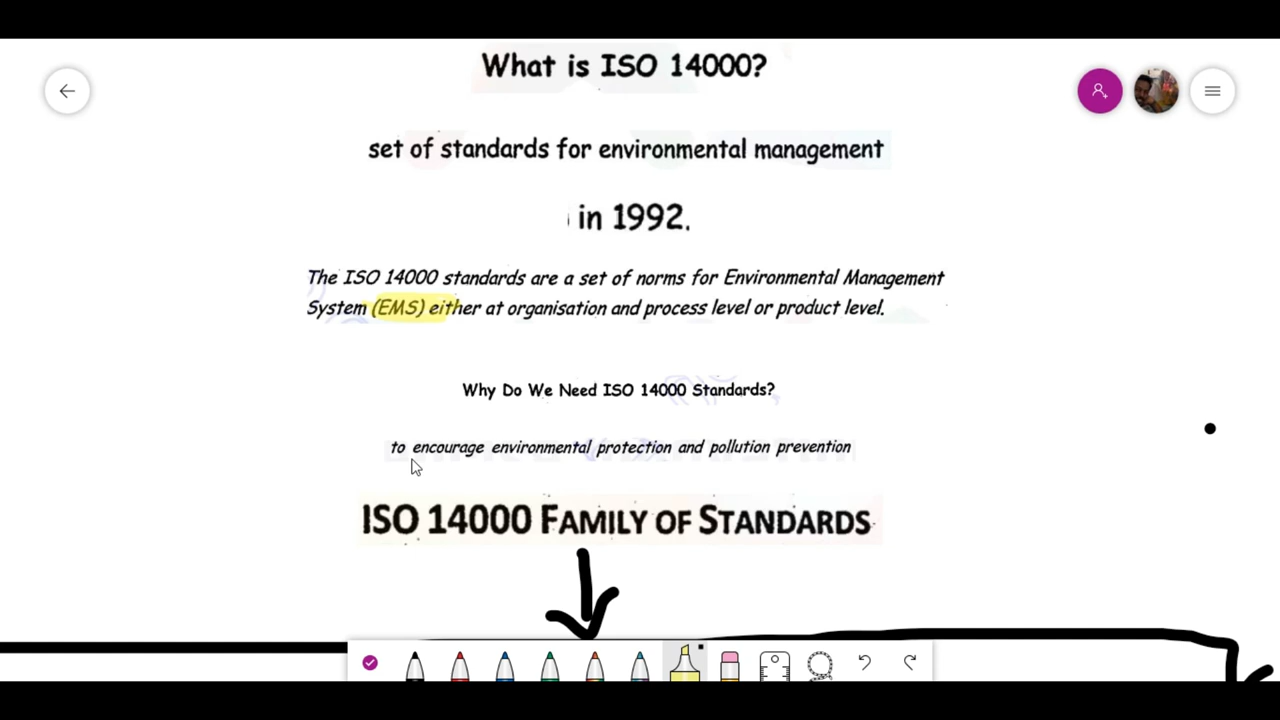 What is ISO 14000?
set of standards for environmental management
in 1992.
The ISO 14000 standards are a set of norms for Environmental Management
System (EMS) either at organisation and process level or product level.
Why Do We Need ISO 14000 Standards?
to encourage environmental protection and pollution prevention
ISO 14000 FAMILY OF STANDARDS